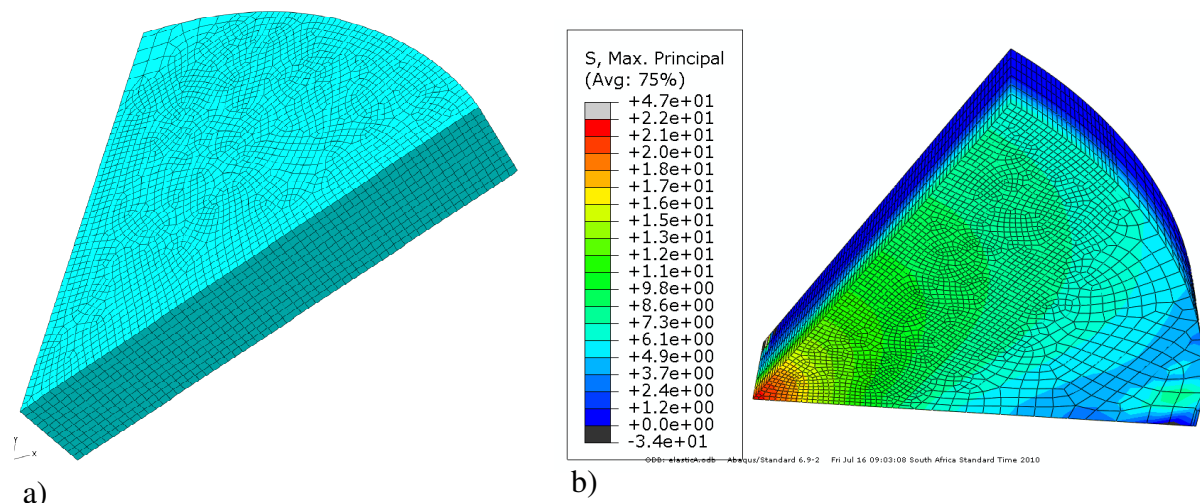 S, Max. Principal
(Avg: 75%)
+4.7e+01
+2.2e+01
+2.1e+01
+2.0e+01
+1.8e+01
+1.7e+01
+1.6e+01
+1.5e+01
+1.3e+01
+1.1e+01
+9.8e+00
+8.6e+00
+7.3e+00
+6.1e+00
+4.9e+00
+3.7e+00
+2.4e+00
+1.2e+00
+0.0e+00
-3.4e+01
Y
X
ODB: elasticA.odb Abaqus/Standard 6.9-2 Fri Jul 16 09:03:08 South Africa Standard Time 2010
a)
b)